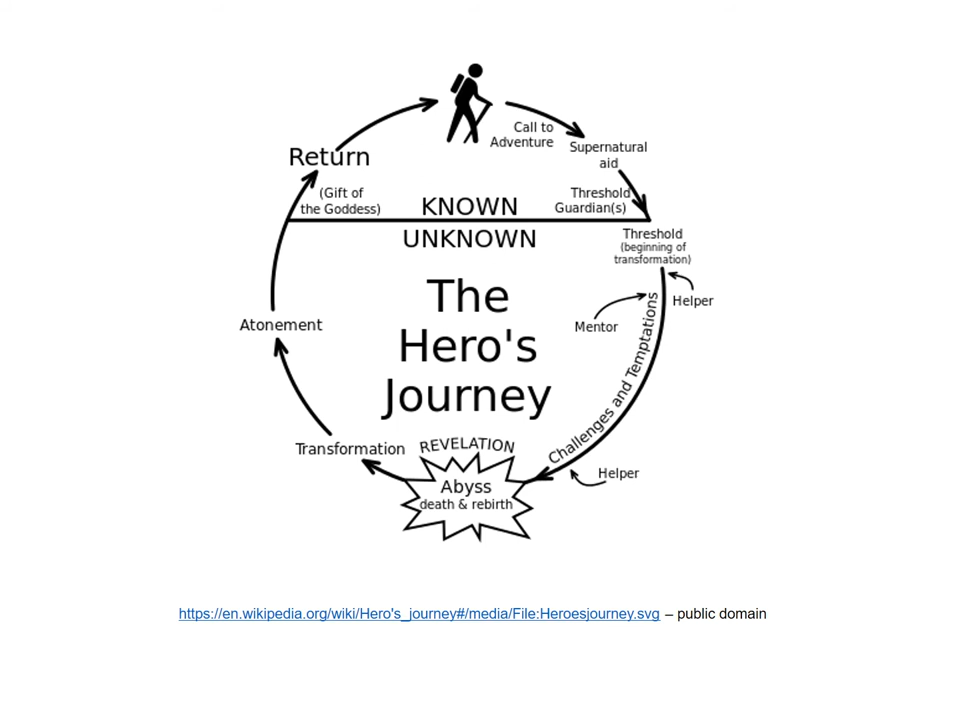 Call to
Adventure
Supernatural
aid
Return
(Gift of
the Goddess)
KNOWN
Threshold
Guardian(s)
UNKNOWN
Threshold
(beginning of
transformation)
The
Hero's
Journey
Helper
Mentor
Challenges and Temptations
Atonement
Transformation
REVELATION
Abyss
death & rebirth
Helper
https://en.wikipedia.org/wiki/Hero's_journey#/media/File:Heroesjourney.svg – public domain